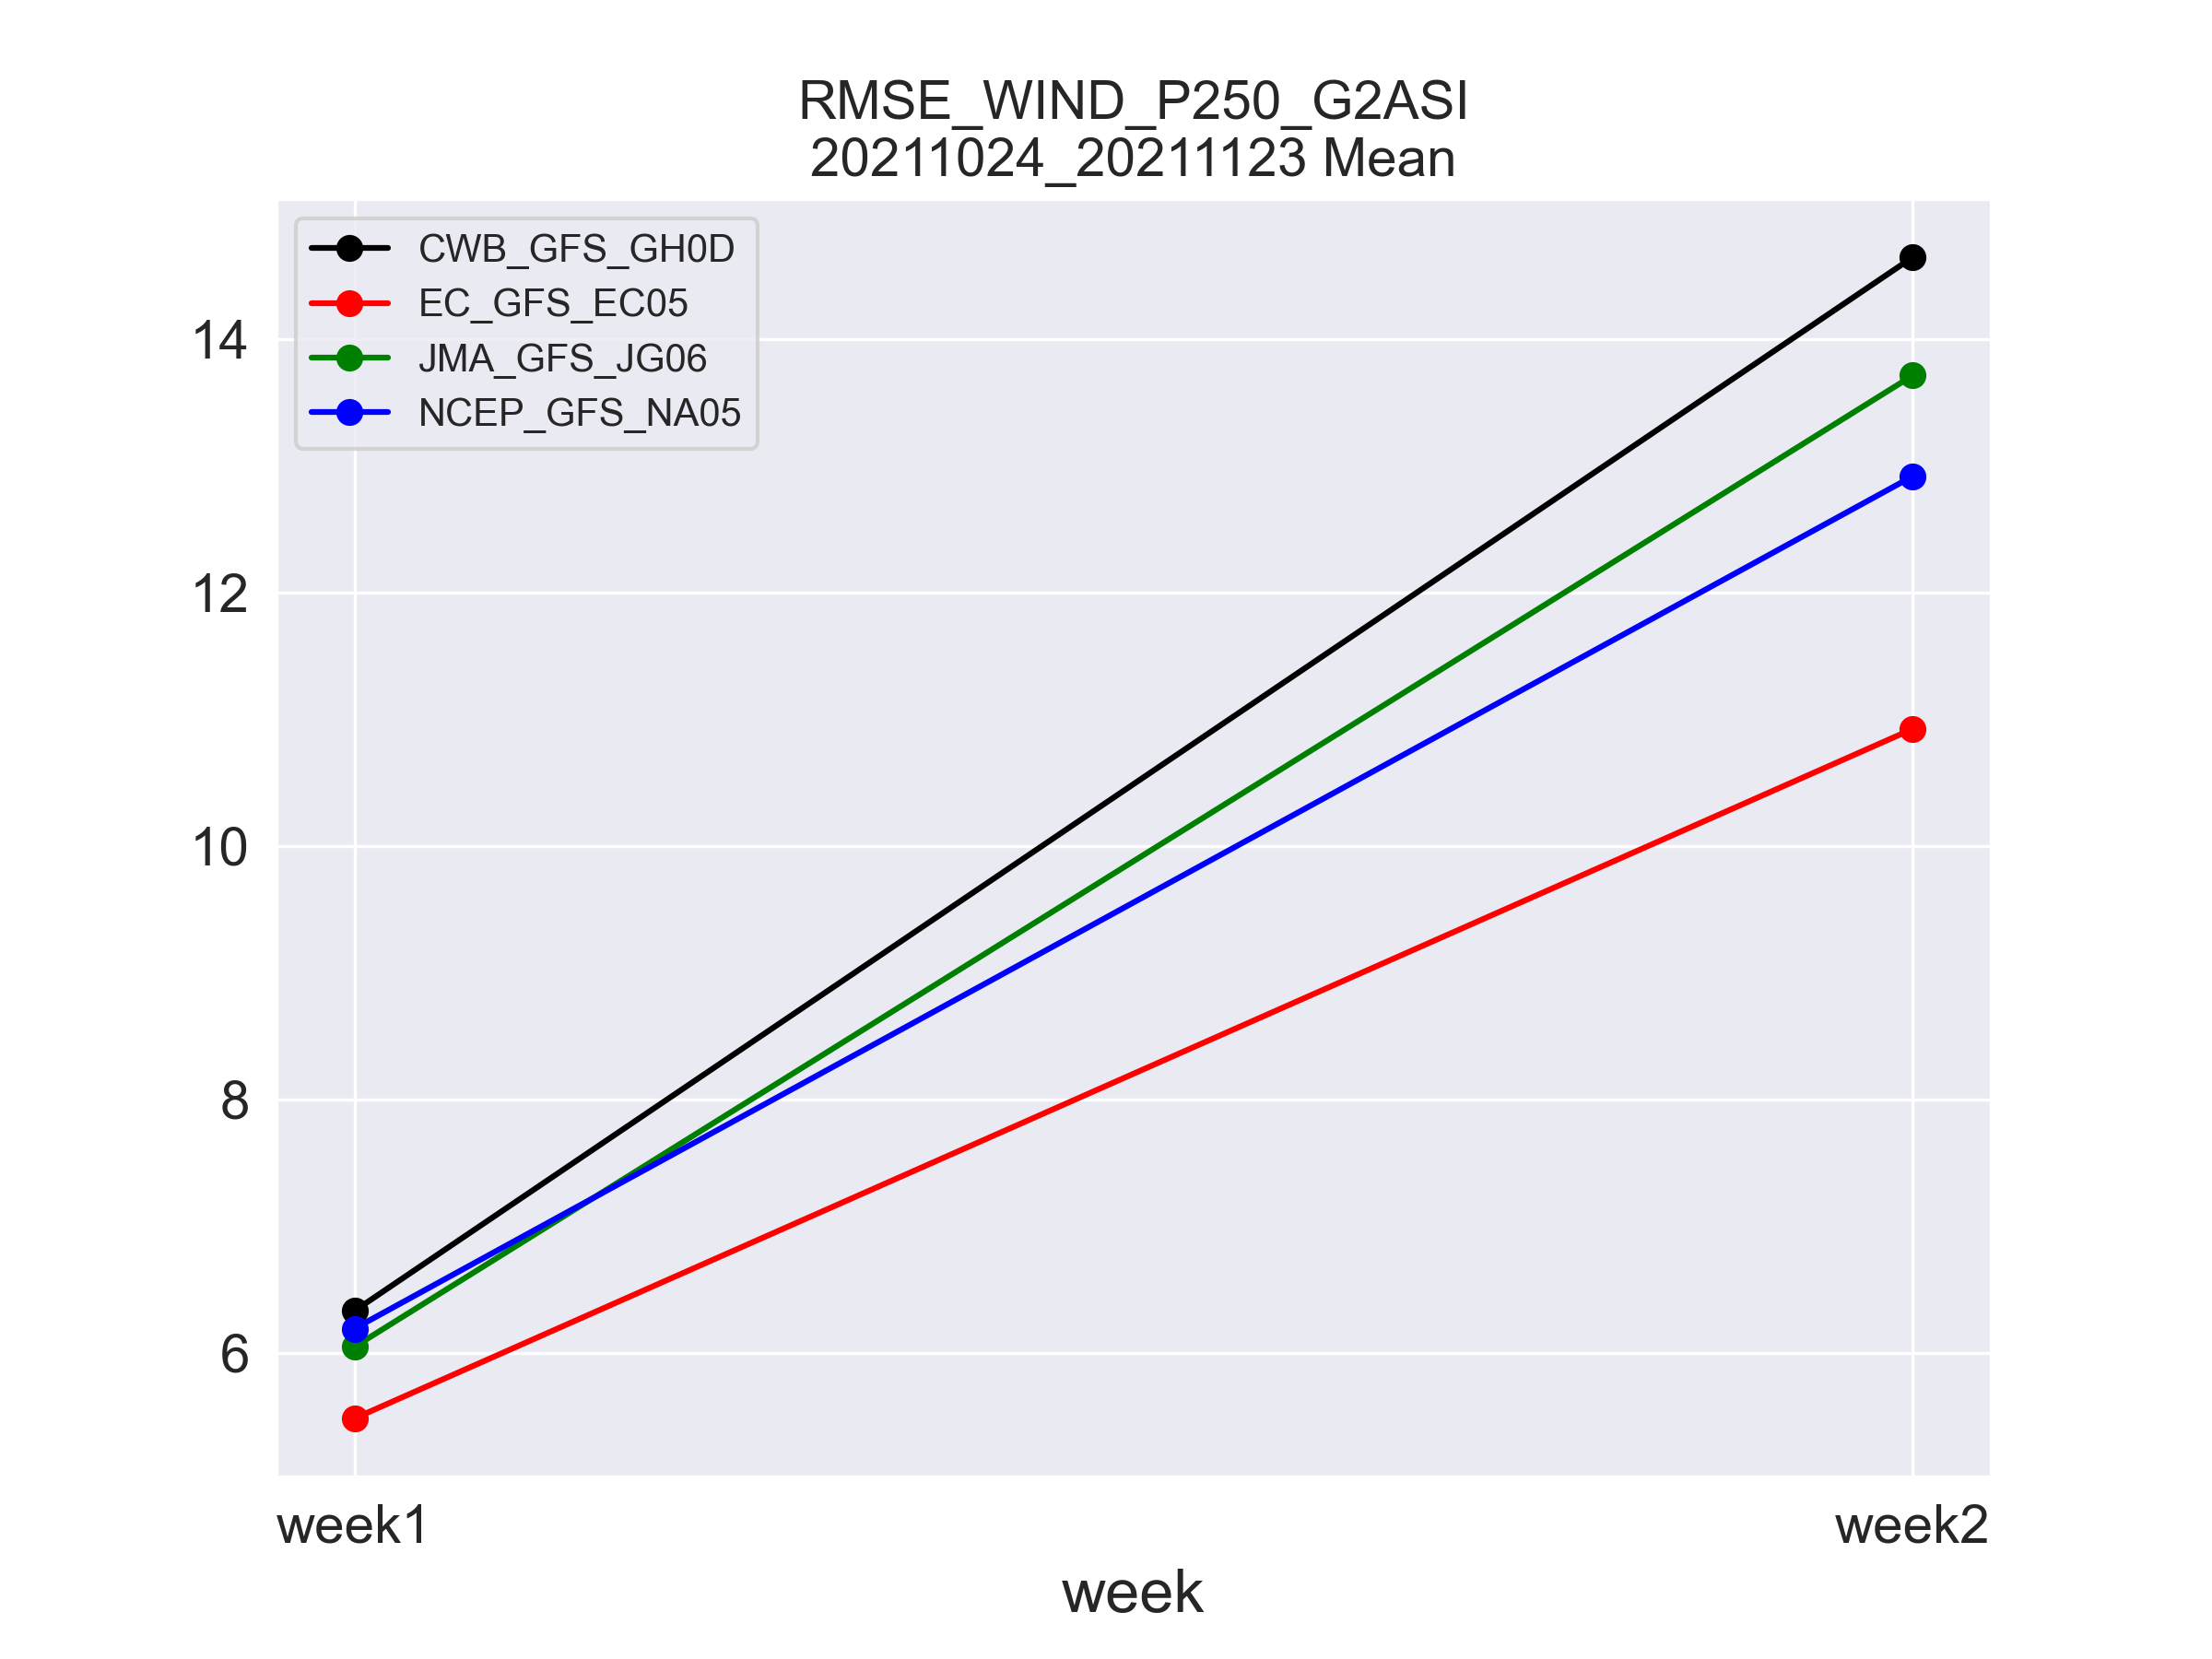 RMSE_WIND_P250_G2ASI
20211024_20211123 Mean
CWB_GFS_GH0D
EC_GFS_EC05
JMA_GFS_JG06
NCEP_GFS_NA05
14
12
10
8
6
week1
week2
week